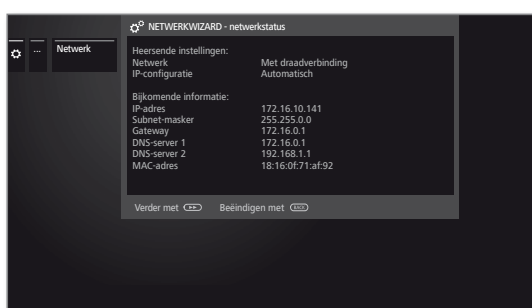 NETWERKWIZARD - netwerkstatus
... Netwerk
Heersende instellingen:
Netwerk Met draadverbinding
IP-configuratie Automatisch
Bijkomende informatie:
IP-adres 172.16.10.141
Subnet-masker 255.255.0.0
Gateway 172.16.0.1
DNS-server 1 172.16.0.1
DNS-server 2 192.168.1.1
MAC-adres 18:16:0f:71:af:92
Verder met Beëindigen met BACK